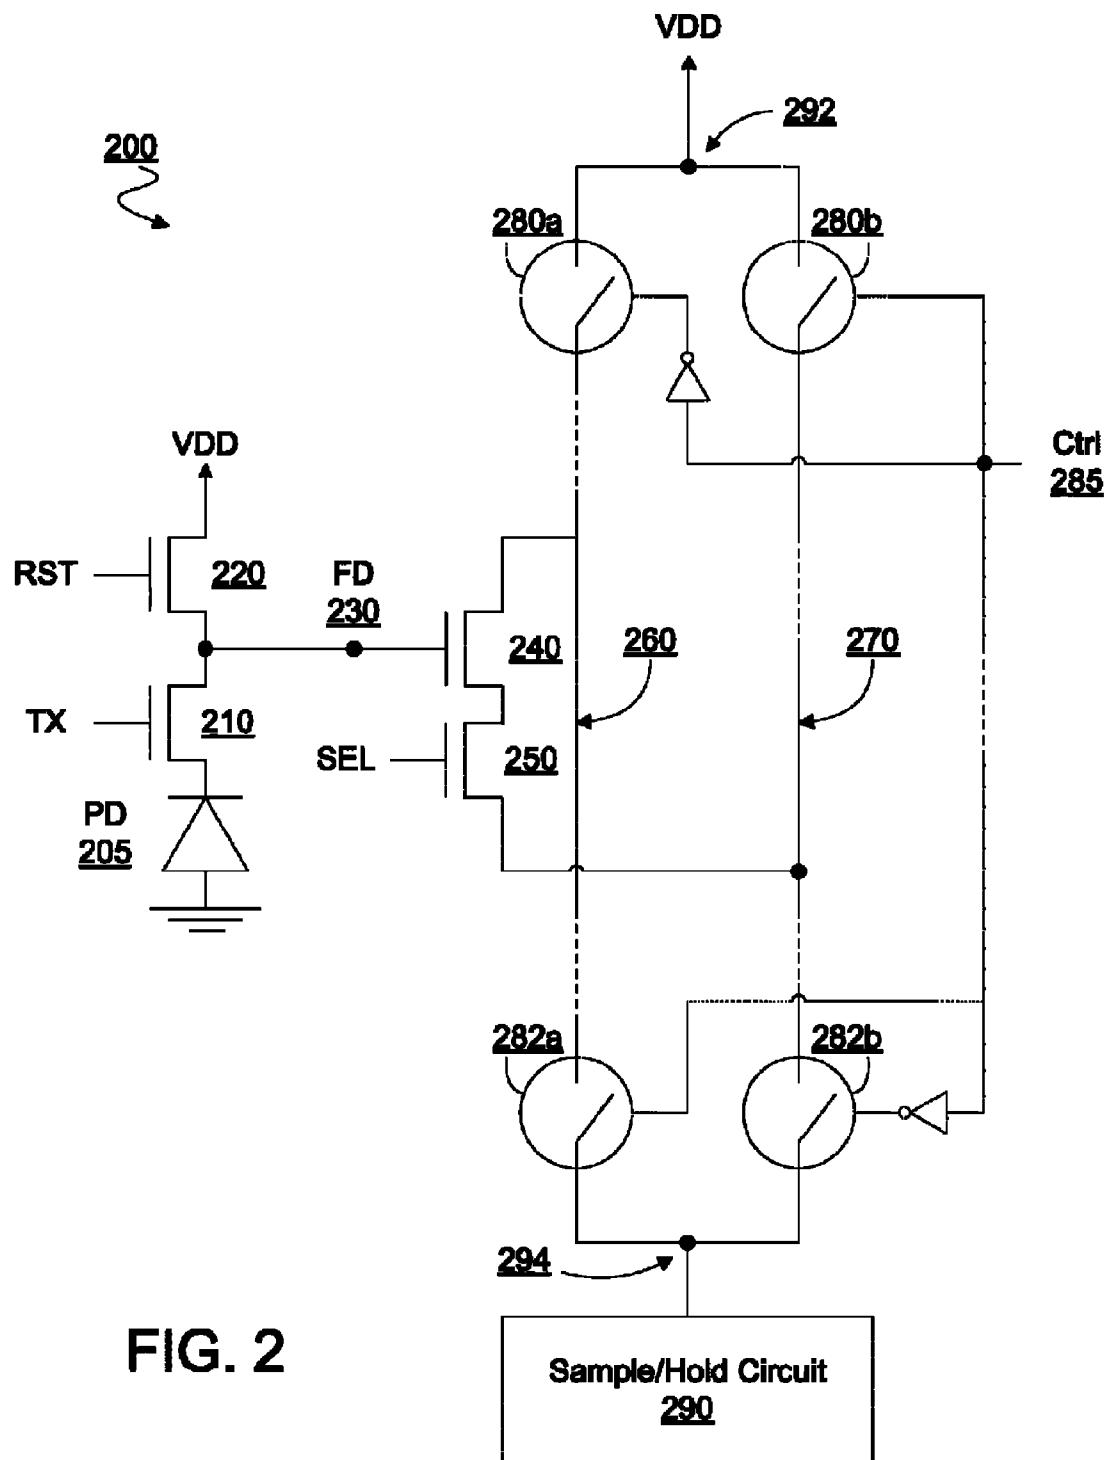 VDD
292
200
280a
280b
Ctrl
285
VDD
RST
220
FD
230
240
260
270
TX
210
SEL
250
PD
205
282a
282b
294
FIG. 2
Sample/Hold Circuit
290